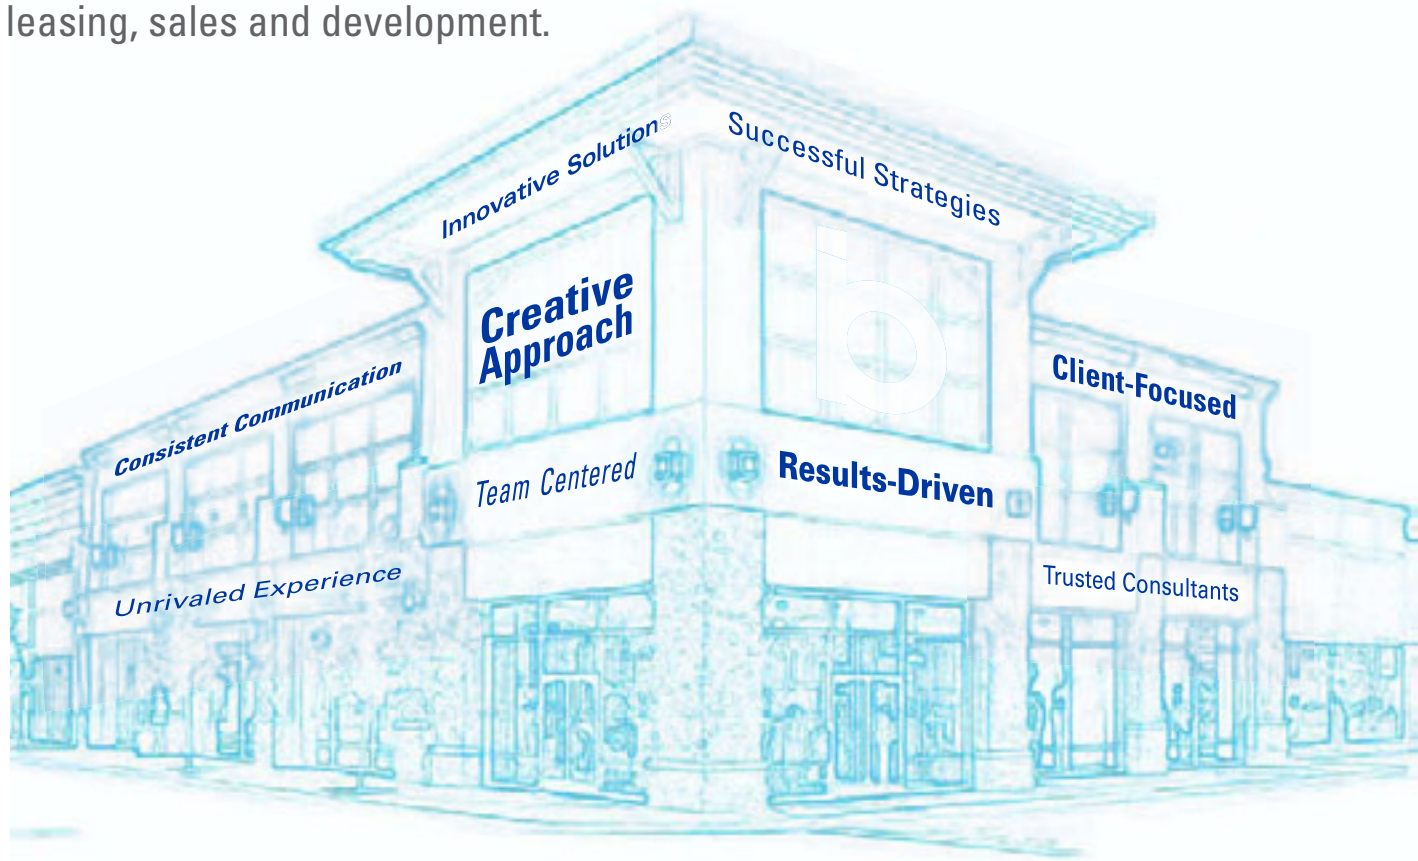 leasing, sales and development.
Innovative Solutions
Successful Strategies
Creative
Approach
b
Consistent Communication
Client-Focused
Team Centered
Results-Driven
Unrivaled Experience
Trusted Consultants